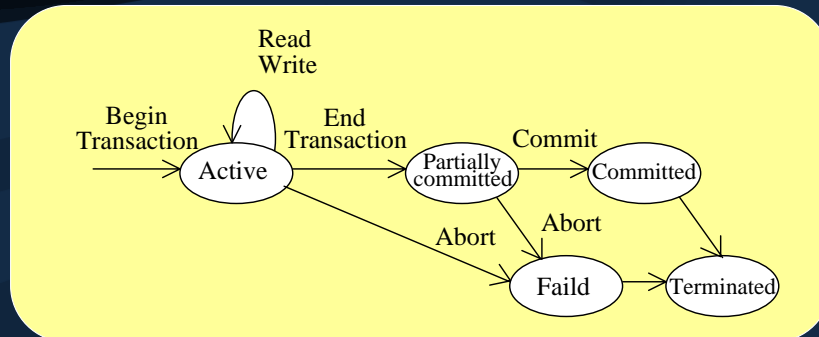 Read
Write
Begin
Transaction
End
Transaction
Commit
Active
Partially
committed
Committed
Abort
Abort
Faild
Terminated